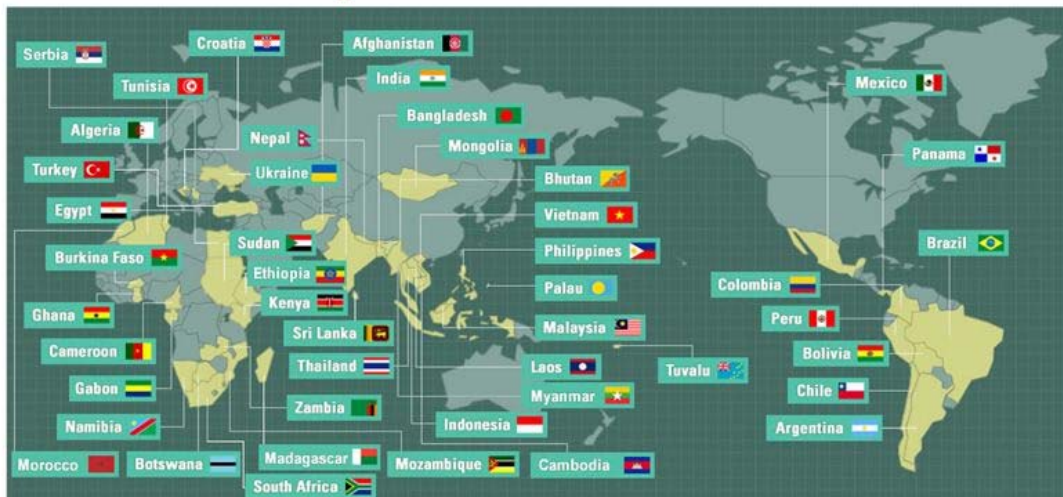 Croatia
Afghanistan
Serbia
Mexico
India
Tunisia
Bangladesh
Algeria
Nepal
Mongolia
Panama
Turkey
Ukraine
Bhutan
Egypt
Vietnam
Sudan
Brazil
Burkina Faso
Philippines
Ethiopia
Colombia
Palau
Kenya
Ghana
Peru
Sri Lanka
Malaysia
Cameroon
Bolivia
Thailand
Laos
Tuvalu
Gabon
Chile
Myanmar
Zambia
Namibia
Indonesia
Argentina
Morocco
Botswana
Madagascar
Mozambique
Cambodia
South Africa